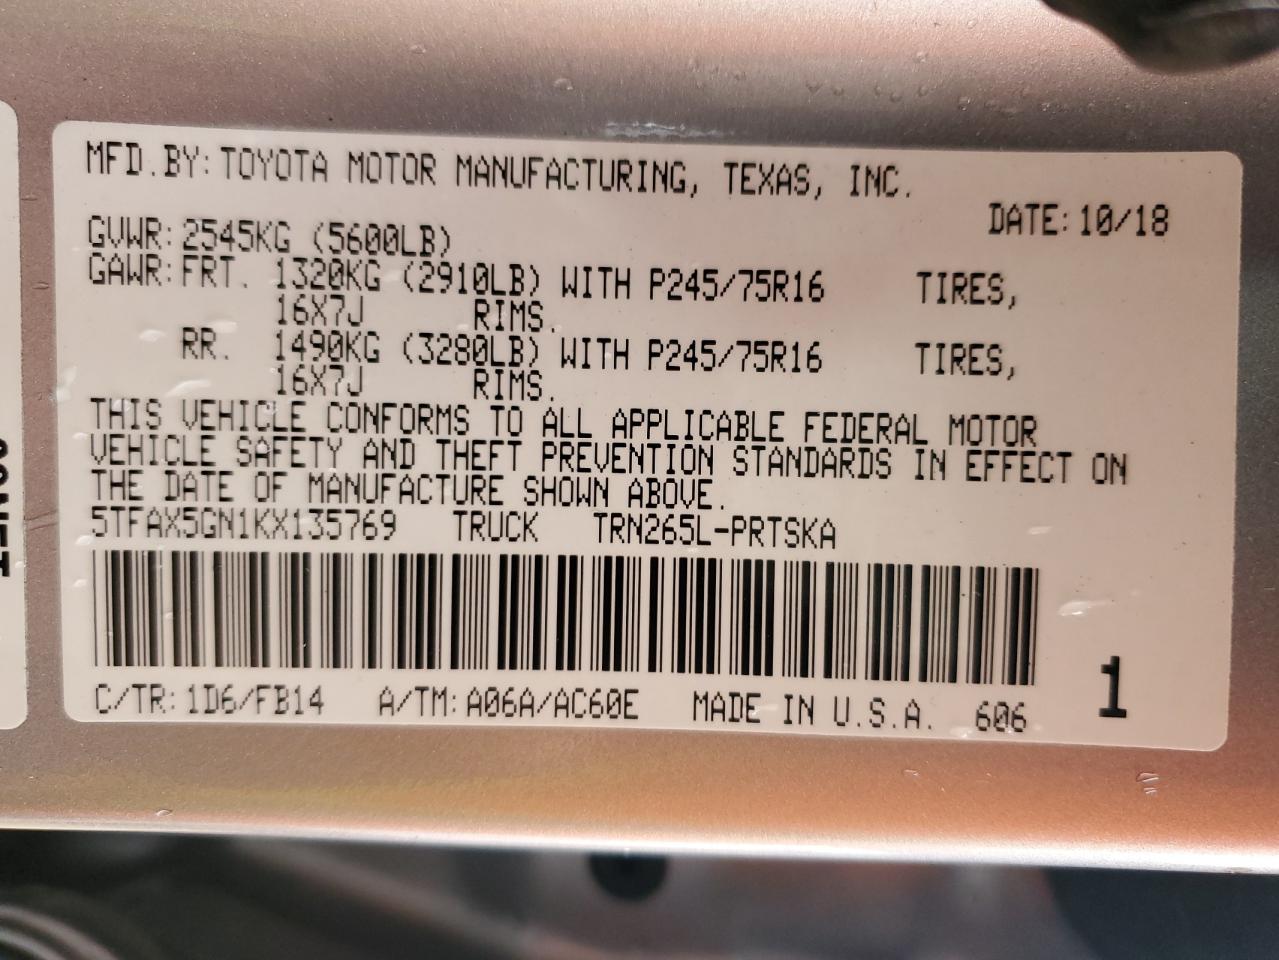 MFD.BY: TOYOTA MOTOR MANUFACTURING, TEXAS, INC.
DATE: 10/18
GVWR: 2545KG (5600LB)
GAWR: FRT. 1320KG (2910LB) WITH P245/75R16 TIRES,
16X7J RIMS.
RR. 1490KG (3280LB) WITH P245/75R16 TIRES,
16X7J RIMS.
THIS VEHICLE CONFORMS TO ALL APPLICABLE FEDERAL MOTOR
VEHICLE SAFETY AND THEFT PREVENTION STANDARDS IN EFFECT ON
THE DATE OF MANUFACTURE SHOWN ABOVE.
5TFAX5GN1KX135769 TRUCK TRN265L-PRTSKA
C/TR: 1D6/FB14 A/TM: A06A/AC60E MADE IN U.S.A. 606
1